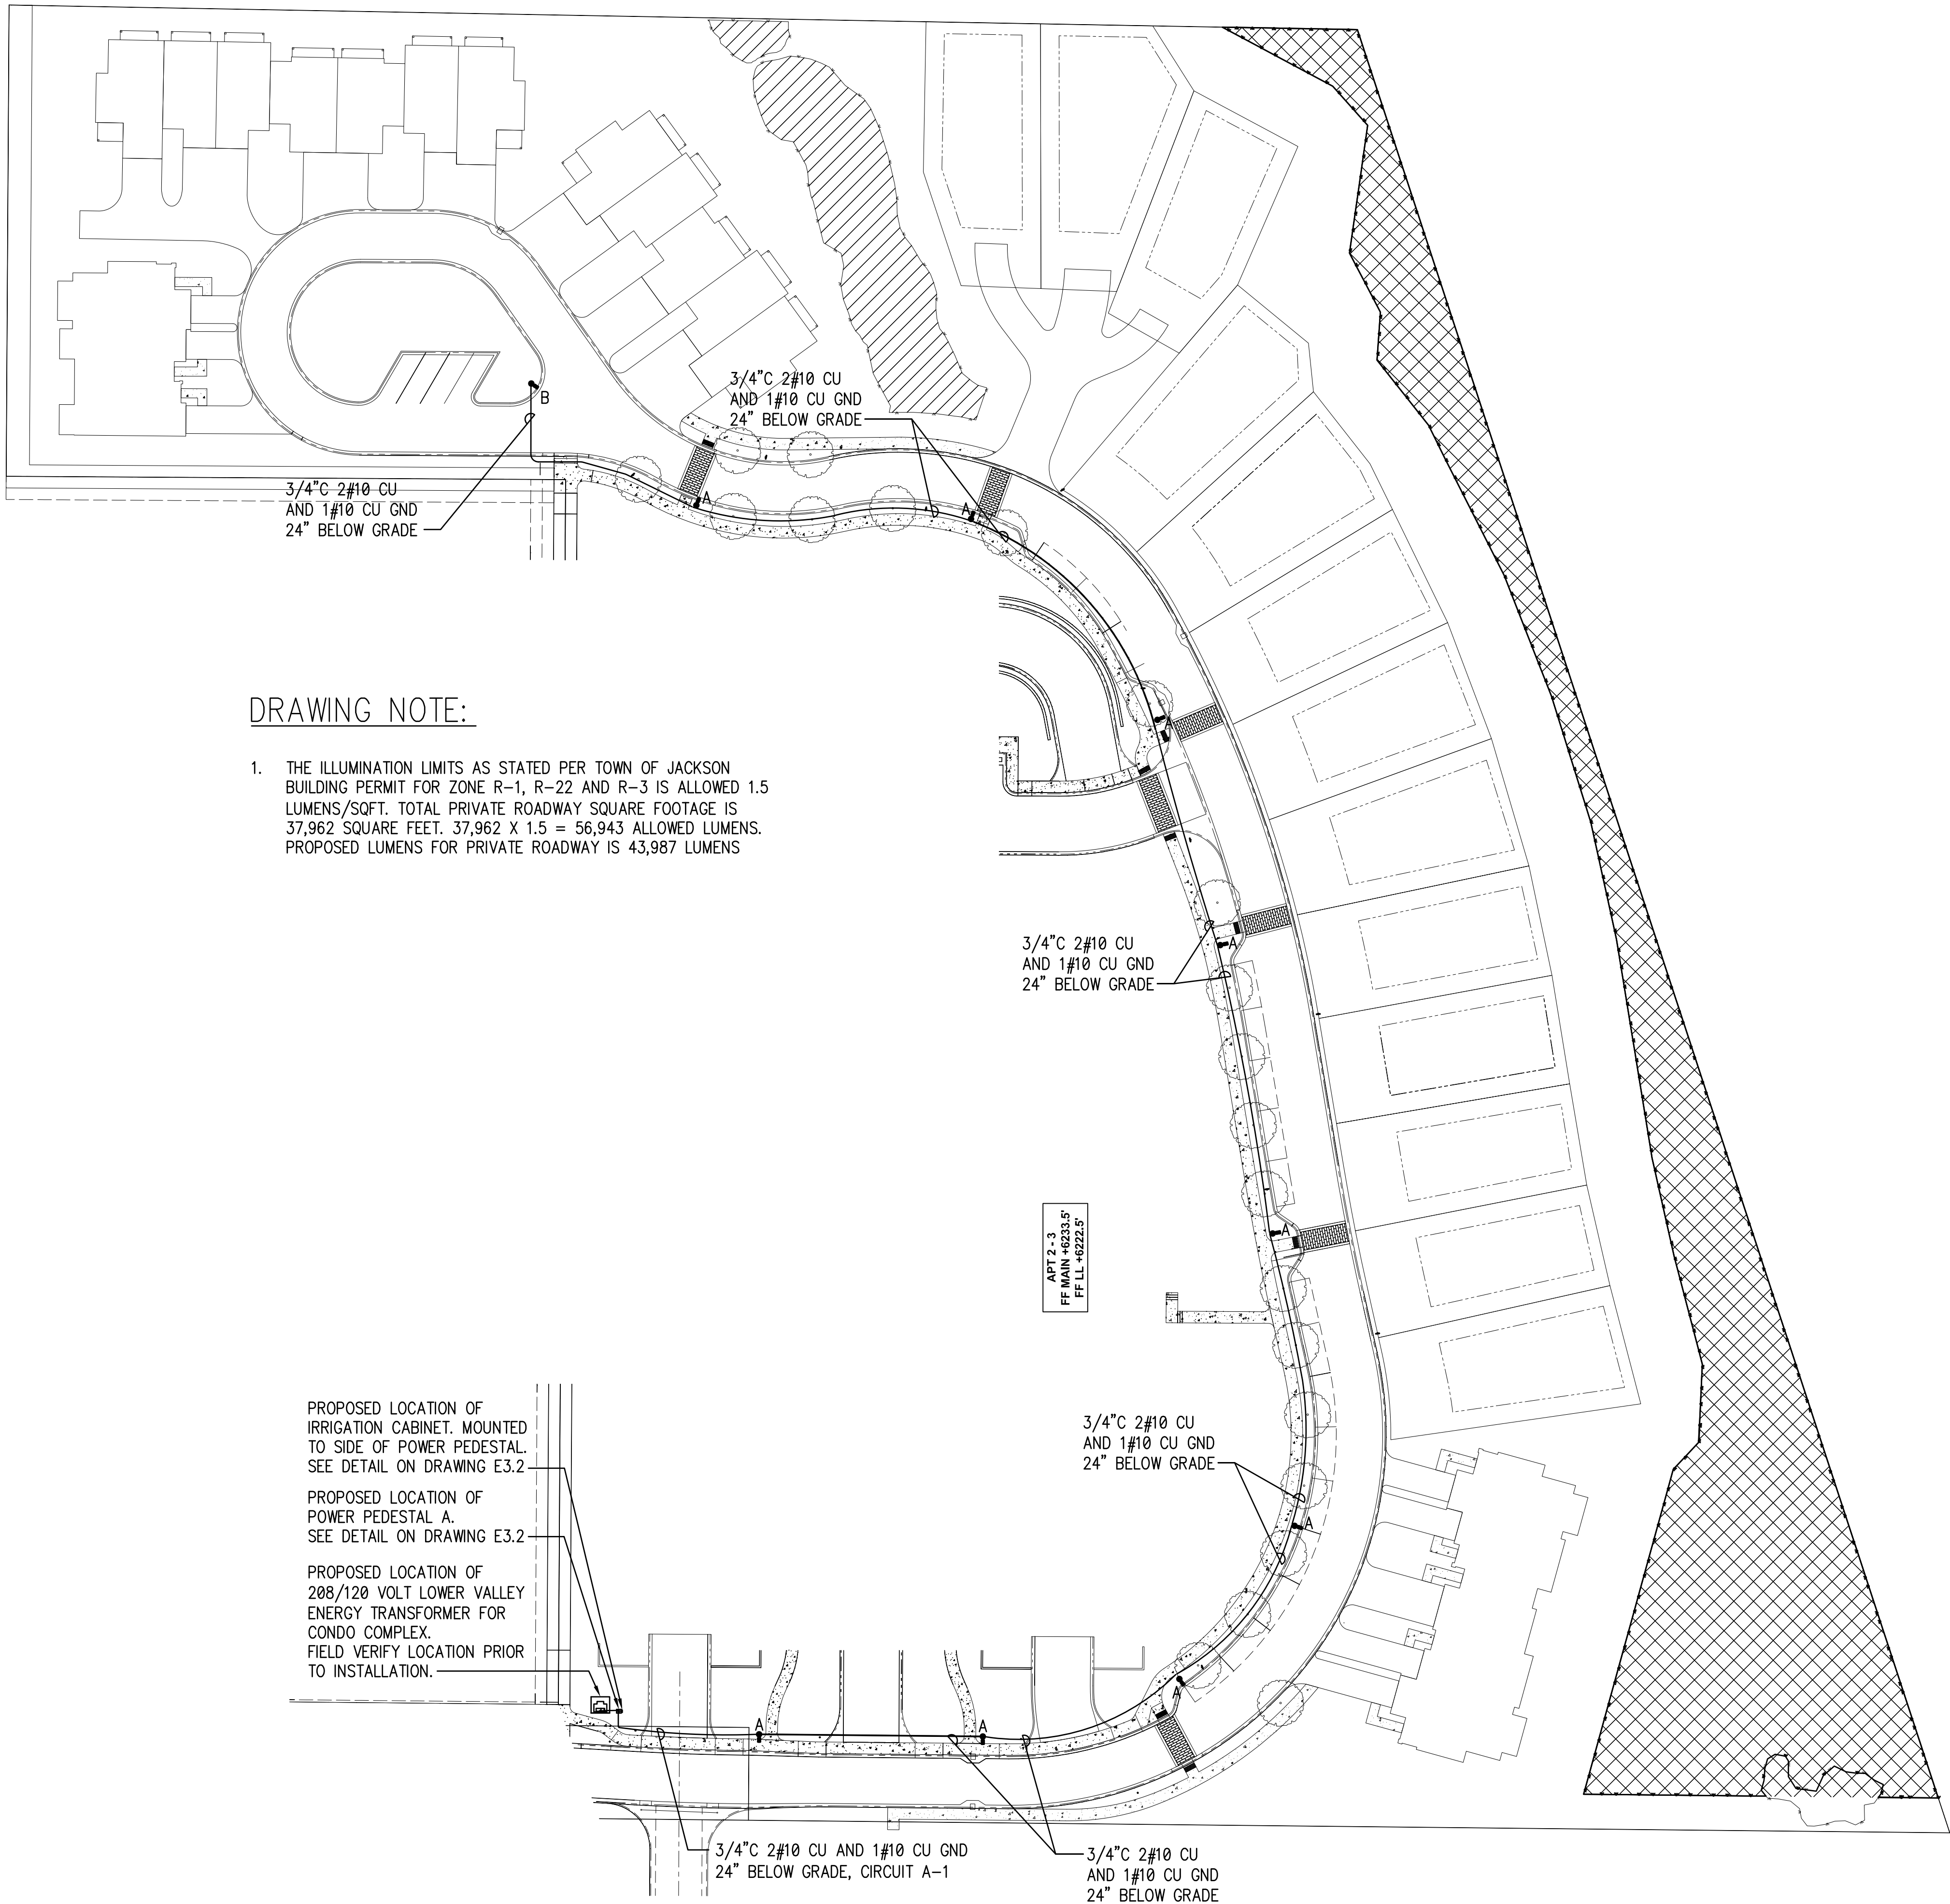 3/4"C 2#10 CU
AND 1#10 CU GND
24" BELOW GRADE
B
3/4"C 2#10 CU
AND 1#10 CU GND
24" BELOW GRADE
A
A
DRAWING NOTE:
1. THE ILLUMINATION LIMITS AS STATED PER TOWN OF JACKSON
BUILDING PERMIT FOR ZONE R-1, R-22 AND R-3 IS ALLOWED 1.5
LUMENS/SQFT. TOTAL PRIVATE ROADWAY SQUARE FOOTAGE IS
37,962 SQUARE FEET. 37,962 X 1.5 = 56,943 ALLOWED LUMENS.
PROPOSED LUMENS FOR PRIVATE ROADWAY IS 43,987 LUMENS
A
3/4"C 2#10 CU
AND 1#10 CU GND
24" BELOW GRADE
A
APT 2 - 3
FF MAIN +6233.5'
FF LL +6222.5'
A
PROPOSED LOCATION OF
IRRIGATION CABINET. MOUNTED
TO SIDE OF POWER PEDESTAL.
SEE DETAIL ON DRAWING E3.2
PROPOSED LOCATION OF
POWER PEDESTAL A.
SEE DETAIL ON DRAWING E3.2
PROPOSED LOCATION OF
208/120 VOLT LOWER VALLEY
ENERGY TRANSFORMER FOR
CONDO COMPLEX.
FIELD VERIFY LOCATION PRIOR
TO INSTALLATION.
3/4"C 2#10 CU
AND 1#10 CU GND
24" BELOW GRADE
A
A
A
A
3/4"C 2#10 CU AND 1#10 CU GND
24" BELOW GRADE, CIRCUIT A-1
3/4"C 2#10 CU
AND 1#10 CU GND
24" BELOW GRADE